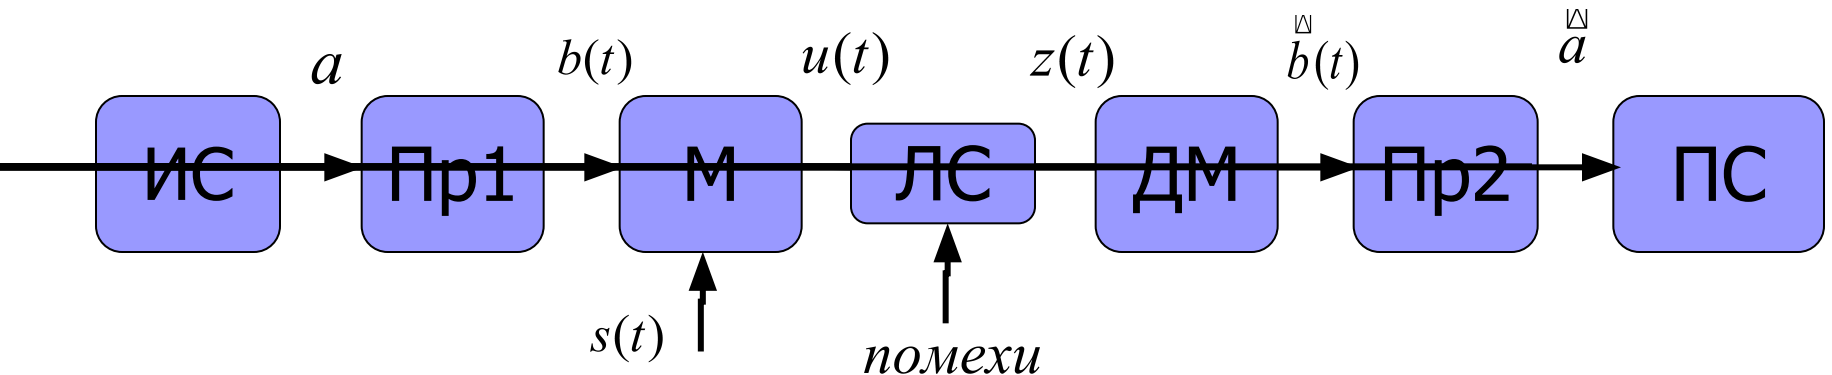 a b(t) u(t) z(t) b(t) a
ИС Пр1 М ЛС ДМ Пр2 ПС
s(t) помехи